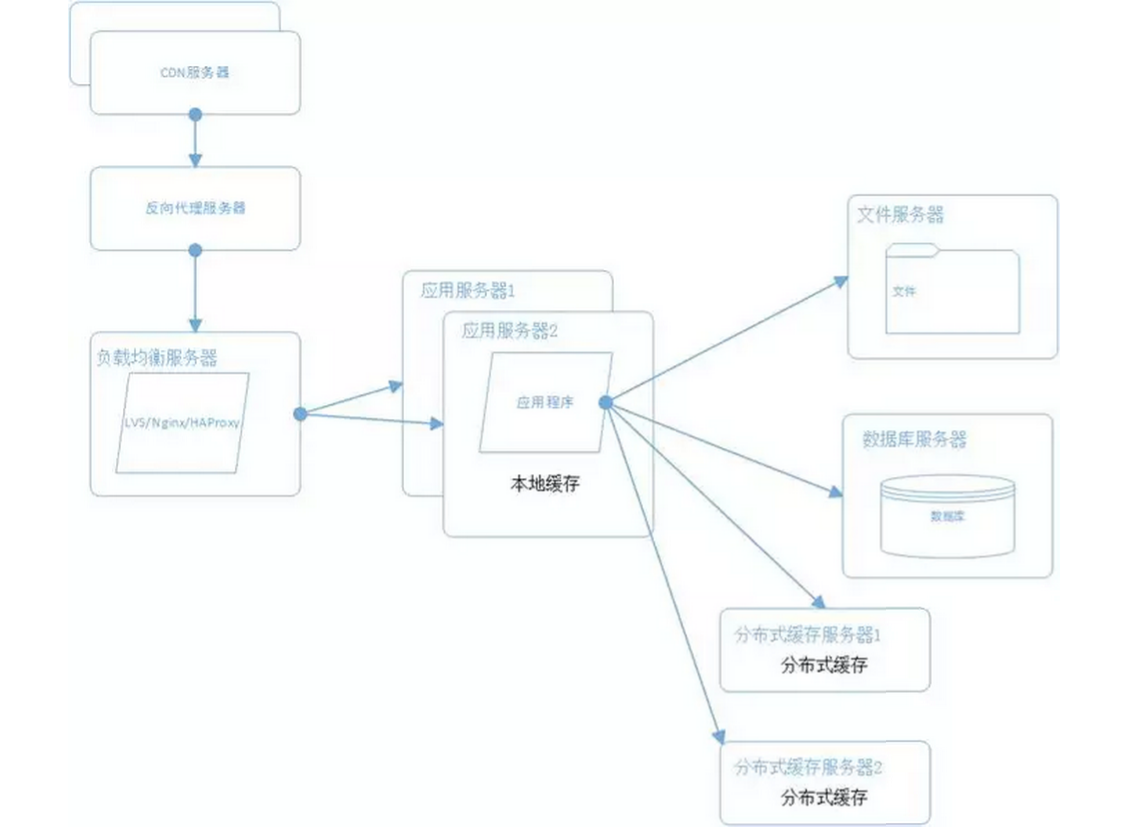 CDN服务器
反向代理服务器
负载均衡服务器
LVS/Nginx/HAProxy
应用服务器1
应用服务器2
应用程序
本地缓存
文件服务器
文件
数据库服务器
数据库
分布式缓存服务器1
分布式缓存
分布式缓存服务器2
分布式缓存